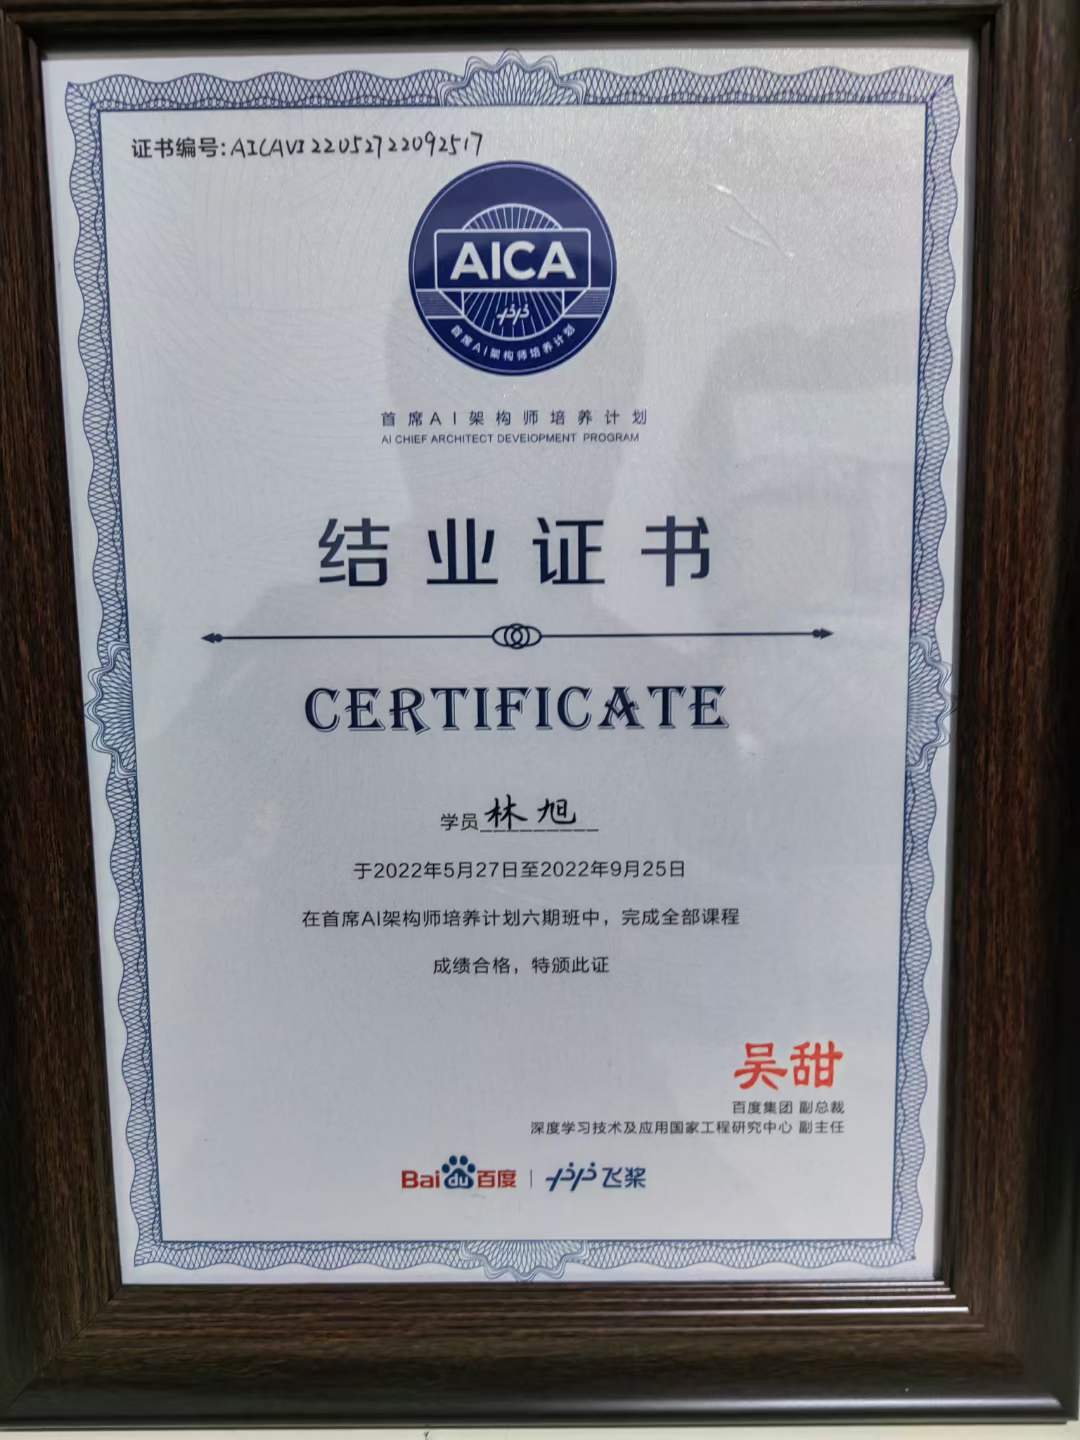 证书编号:AICAVI22052722092517
AICA
首席AI架构师培养计划
首席AI架构师培养计划
AI CHIEF ARCHITECT DEVEIOPMENT PROGRAM
结业证书
CERTIFICATE
学员林旭
于2022年5月27日至2022年9月25日
在首席AI架构师培养计划六期班中，完成全部课程
成绩合格，特颁此证
吴甜
百度集团 副总裁
深度学习技术及应用国家工程研究中心 副主任
Bai du 百度 | 飞桨